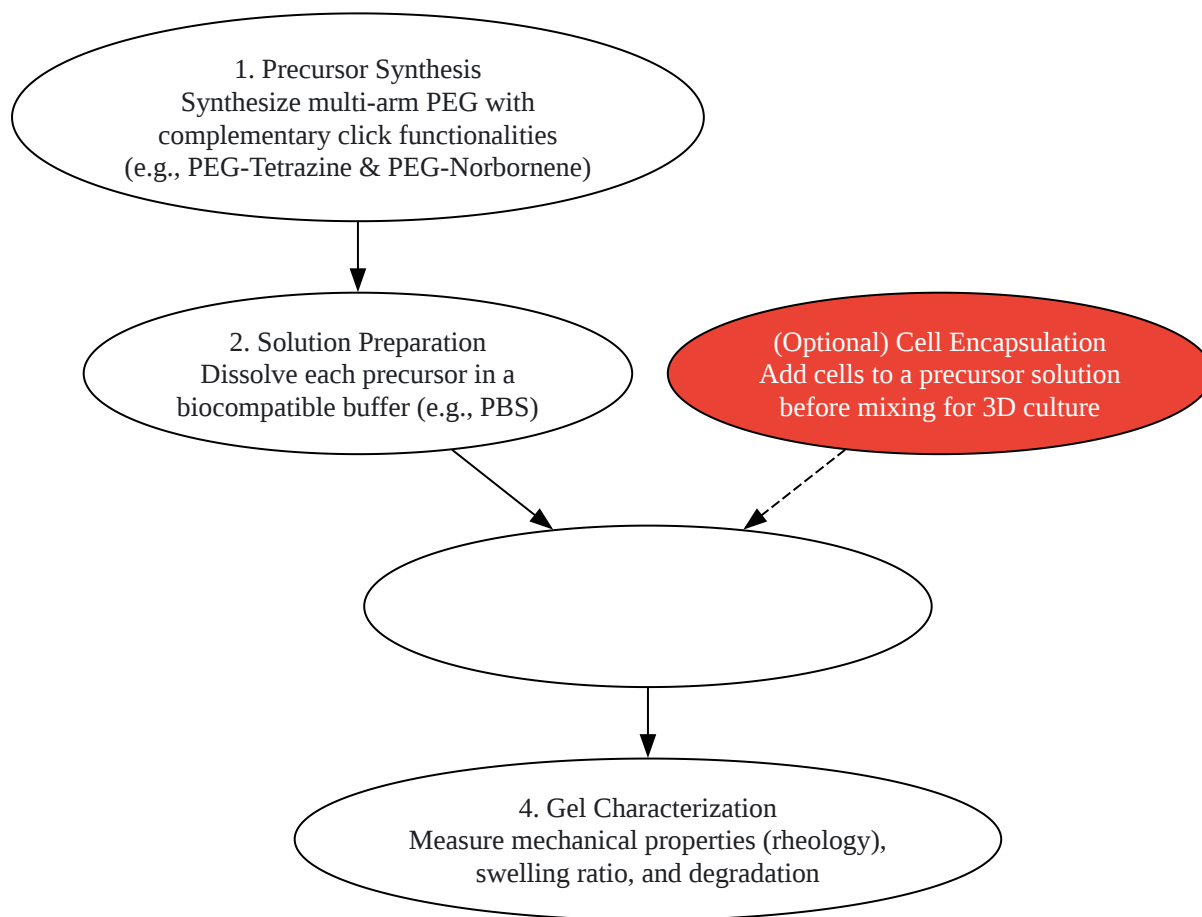 1. Precursor Synthesis
Synthesize multi-arm PEG with
complementary click functionalities
(e.g., PEG-Tetrazine & PEG-Norbornene)
2. Solution Preparation
Dissolve each precursor in a
biocompatible buffer (e.g., PBS)
(Optional) Cell Encapsulation
Add cells to a precursor solution
before mixing for 3D culture
4. Gel Characterization
Measure mechanical properties (rheology),
swelling ratio, and degradation